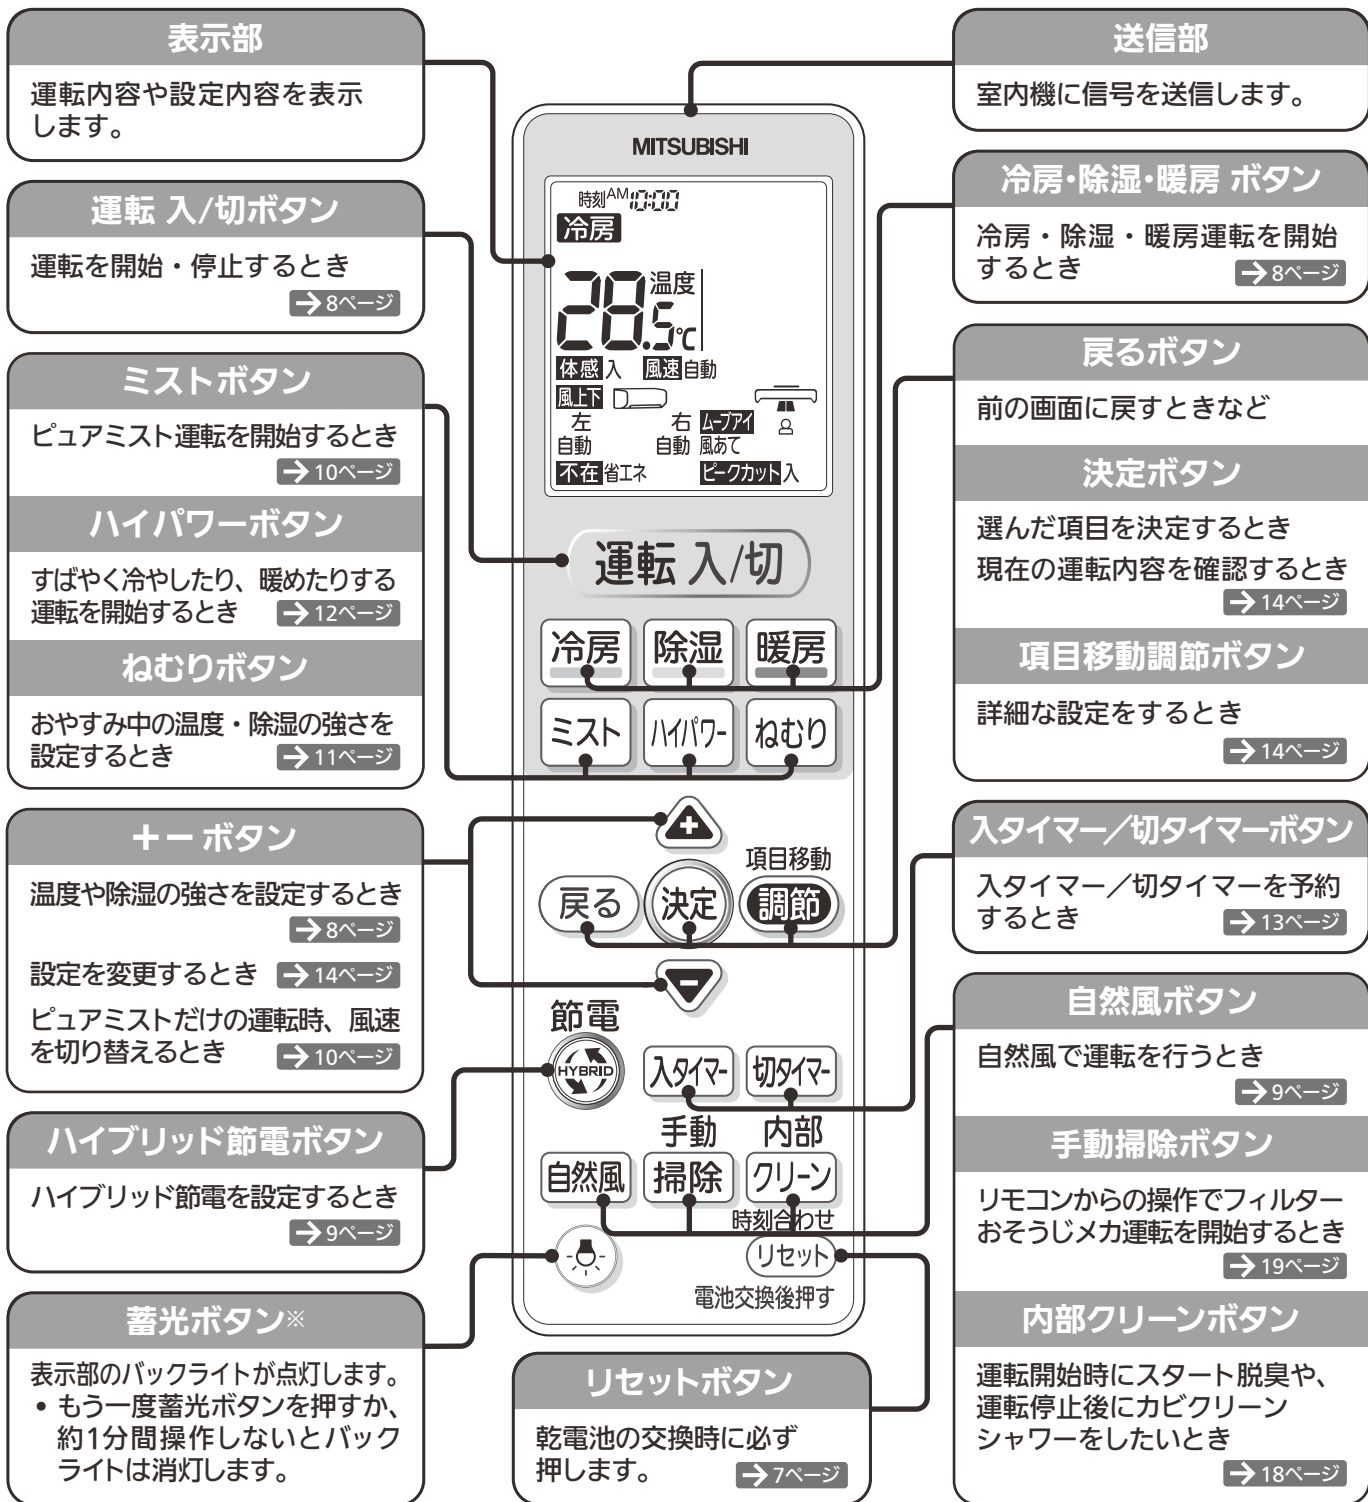 表示部
運転内容や設定内容を表示
します。
運転 入/切ボタン
運転を開始・停止するとき
→8ページ
ミストボタン
ピュアミスト運転を開始するとき
→10ページ
ハイパワーボタン
すばやく冷やしたり、暖めたりする
運転を開始するとき →12ページ
ねむりボタン
おやすみ中の温度・除湿の強さを
設定するとき →11ページ
＋－ ボタン
温度や除湿の強さを設定するとき
→8ページ
設定を変更するとき →14ページ
ピュアミストだけの運転時、風速
を切り替えるとき →10ページ
ハイブリッド節電ボタン
ハイブリッド節電を設定するとき
→9ページ
蓄光ボタン※
表示部のバックライトが点灯します。
• もう一度蓄光ボタンを押すか、
約1分間操作しないとバック
ライトは消灯します。
MITSUBISHI
時刻AM10:00
冷房
28.5℃ 温度
体感 入 風速 自動
風上下
左 右 ムーブアイ
自動 自動 風あて
不在 省エネ ピークカット 入
運転 入/切
冷房 除湿 暖房
ミスト ハイパワー ねむり
+
項目移動
戻る 決定 調節
-
節電
HYBRID 入タイマー 切タイマー
手動 内部
自然風 掃除 クリーン
時刻合わせ
リセット
電池交換後押す
リセットボタン
乾電池の交換時に必ず
押します。 →7ページ
送信部
室内機に信号を送信します。
冷房・除湿・暖房 ボタン
冷房・除湿・暖房運転を開始
するとき →8ページ
戻るボタン
前の画面に戻すときなど
決定ボタン
選んだ項目を決定するとき
現在の運転内容を確認するとき
→14ページ
項目移動調節ボタン
詳細な設定をするとき
→14ページ
入タイマー／切タイマーボタン
入タイマー／切タイマーを予約
するとき →13ページ
自然風ボタン
自然風で運転を行うとき
→9ページ
手動掃除ボタン
リモコンからの操作でフィルター
おそうじメカ運転を開始するとき
→19ページ
内部クリーンボタン
運転開始時にスタート脱臭や、
運転停止後にカビクリーン
シャワーをしたいとき
→18ページ